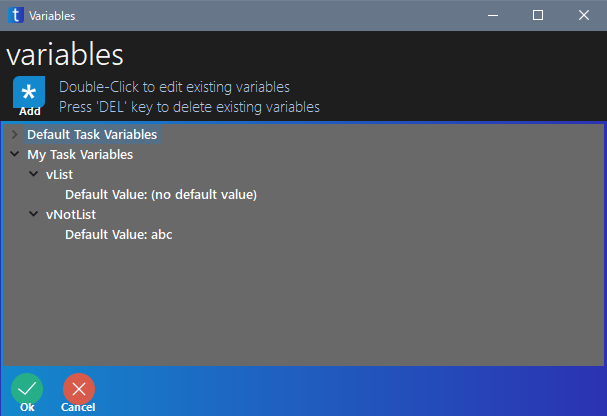 t Variables
variables
*
Add
Double-Click to edit existing variables
Press 'DEL' key to delete existing variables
Default Task Variables
My Task Variables
vList
Default Value: (no default value)
vNotList
Default Value: abc
Ok
Cancel